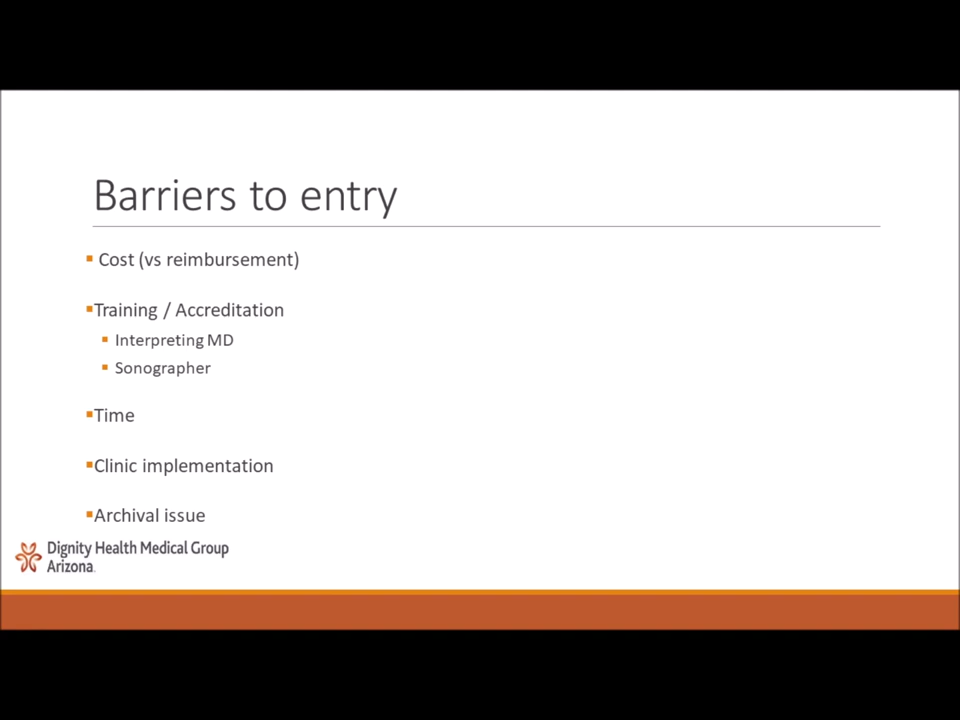 Barriers to entry
Cost (vs reimbursement)
Training / Accreditation
Interpreting MD
Sonographer
Time
Clinic implementation
Archival issue
Dignity Health Medical Group
Arizona.